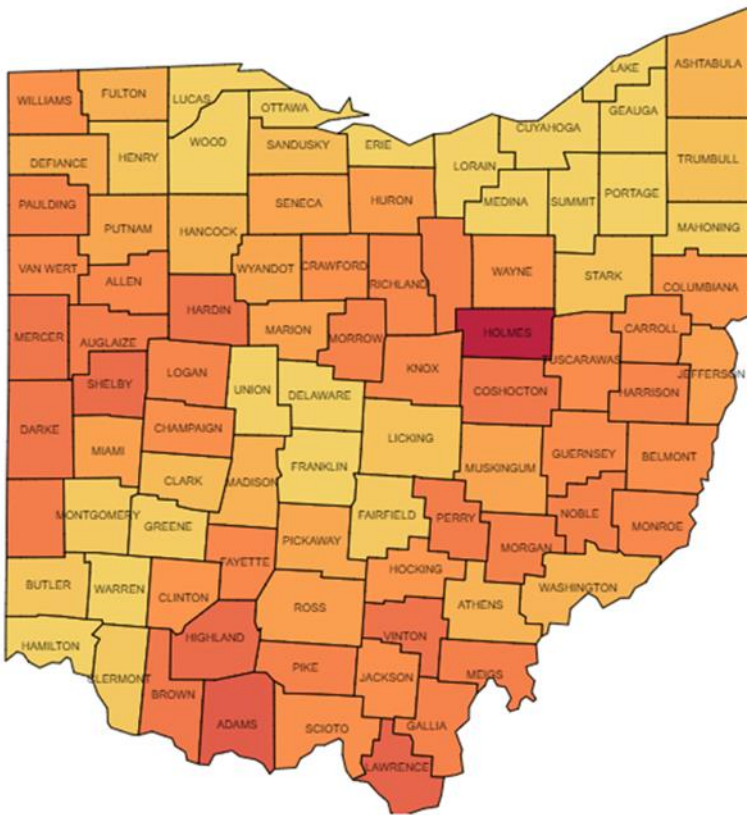 LAKE
ASHTABULA
WILLIAMS
FULTON
LUCAS
OTTAWA
GEAUGA
CUYAHOGA
WOOD
SANDUSKY
ERIE
LORAIN
TRUMBULL
DEFIANCE
HENRY
MEDINA
SUMMIT
PORTAGE
PAULDING
SENECA
HURON
PUTNAM
HANCOCK
MAHONING
VAN WERT
ALLEN
WYANDOT
CRAWFORD
RICHLAND
WAYNE
STARK
COLUMBIANA
HARDIN
MERCER
AUGLAIZE
MARION
MORROW
HOLMES
CARROLL
TUSCARAWAS
JEFFERSON
SHELBY
LOGAN
UNION
DELAWARE
KNOX
COSHOCTON
HARRISON
DARKE
CHAMPAIGN
LICKING
MIAMI
GUERNSEY
BELMONT
MUSKINGUM
FRANKLIN
CLARK
MADISON
MONTGOMERY
GREENE
FAIRFIELD
PERRY
NOBLE
MONROE
PICKAWAY
MORGAN
FAYETTE
HOCKING
BUTLER
WARREN
CLINTON
ROSS
ATHENS
WASHINGTON
HAMILTON
HIGHLAND
VINTON
CLERMONT
PIKE
JACKSON
MEIGS
BROWN
ADAMS
SCIOTO
GALLIA
LAWRENCE